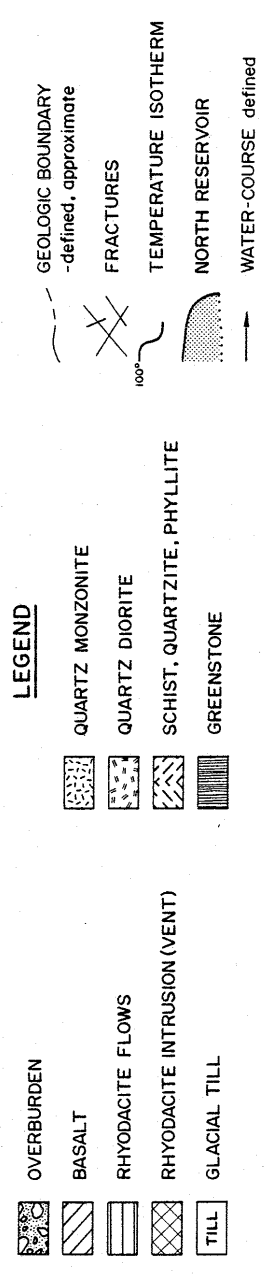 LEGEND
OVERBURDEN
BASALT
RHYODACITE FLOWS
RHYODACITE INTRUSION (VENT)
TILL GLACIAL TILL
QUARTZ MONZONITE
QUARTZ DIORITE
SCHIST, QUARTZITE, PHYLLITE
GREENSTONE
GEOLOGIC BOUNDARY
-defined, approximate
FRACTURES
100° TEMPERATURE ISOTHERM
NORTH RESERVOIR
WATER-COURSE defined